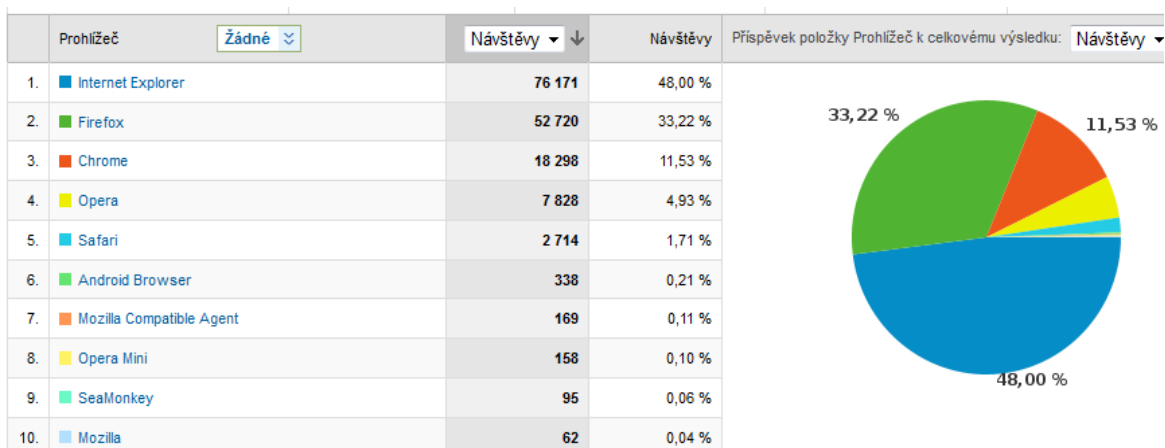 Prohlížeč Žádné Návštěvy Návštěvy Příspěvek položky Prohlížeč k celkovému výsledku: Návštěvy
1. Internet Explorer 76 171 48,00 %
2. Firefox 52 720 33,22 %
3. Chrome 18 298 11,53 %
4. Opera 7 828 4,93 %
5. Safari 2 714 1,71 %
6. Android Browser 338 0,21 %
7. Mozilla Compatible Agent 169 0,11 %
8. Opera Mini 158 0,10 %
9. SeaMonkey 95 0,06 %
10. Mozilla 62 0,04 %
33,22 %
11,53 %
48,00 %